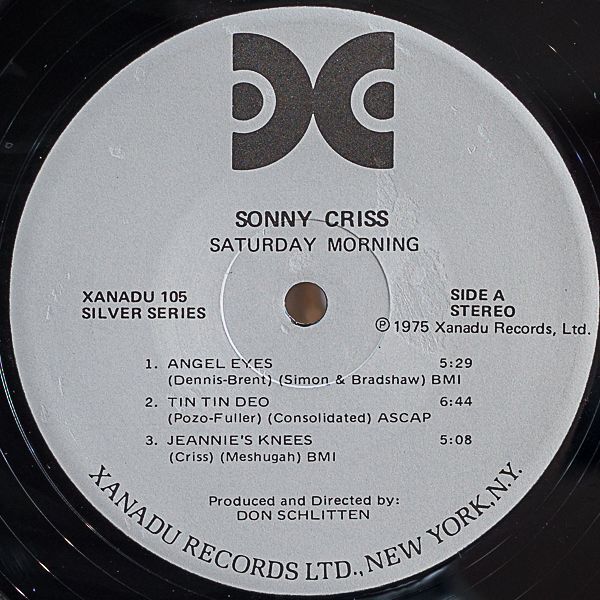 SONNY CRISS
SATURDAY MORNING
XANADU 105
SILVER SERIES
SIDE A
STEREO
℗ 1975 Xanadu Records, Ltd.
1. ANGEL EYES 5:29
(Dennis-Brent) (Simon & Bradshaw) BMI
2. TIN TIN DEO 6:44
(Pozo-Fuller) (Consolidated) ASCAP
3. JEANNIE'S KNEES 5:08
(Criss) (Meshugah) BMI
Produced and Directed by:
DON SCHLITTEN
XANADU RECORDS LTD., NEW YORK, N.Y.